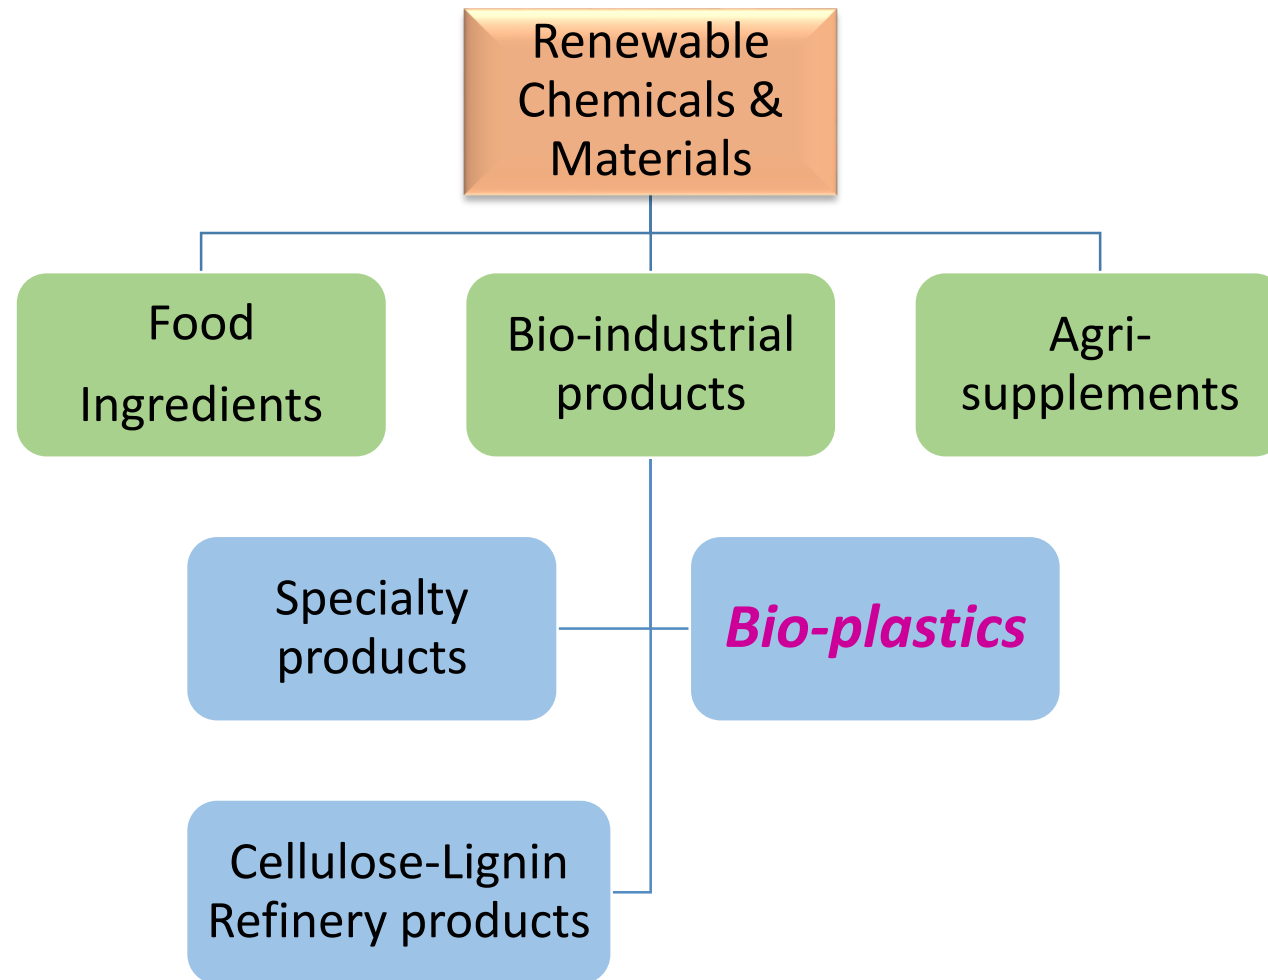 Renewable
Chemicals &
Materials
Food
Ingredients
Bio-industrial
products
Agri-
supplements
Specialty
products
Bio-plastics
Cellulose-Lignin
Refinery products